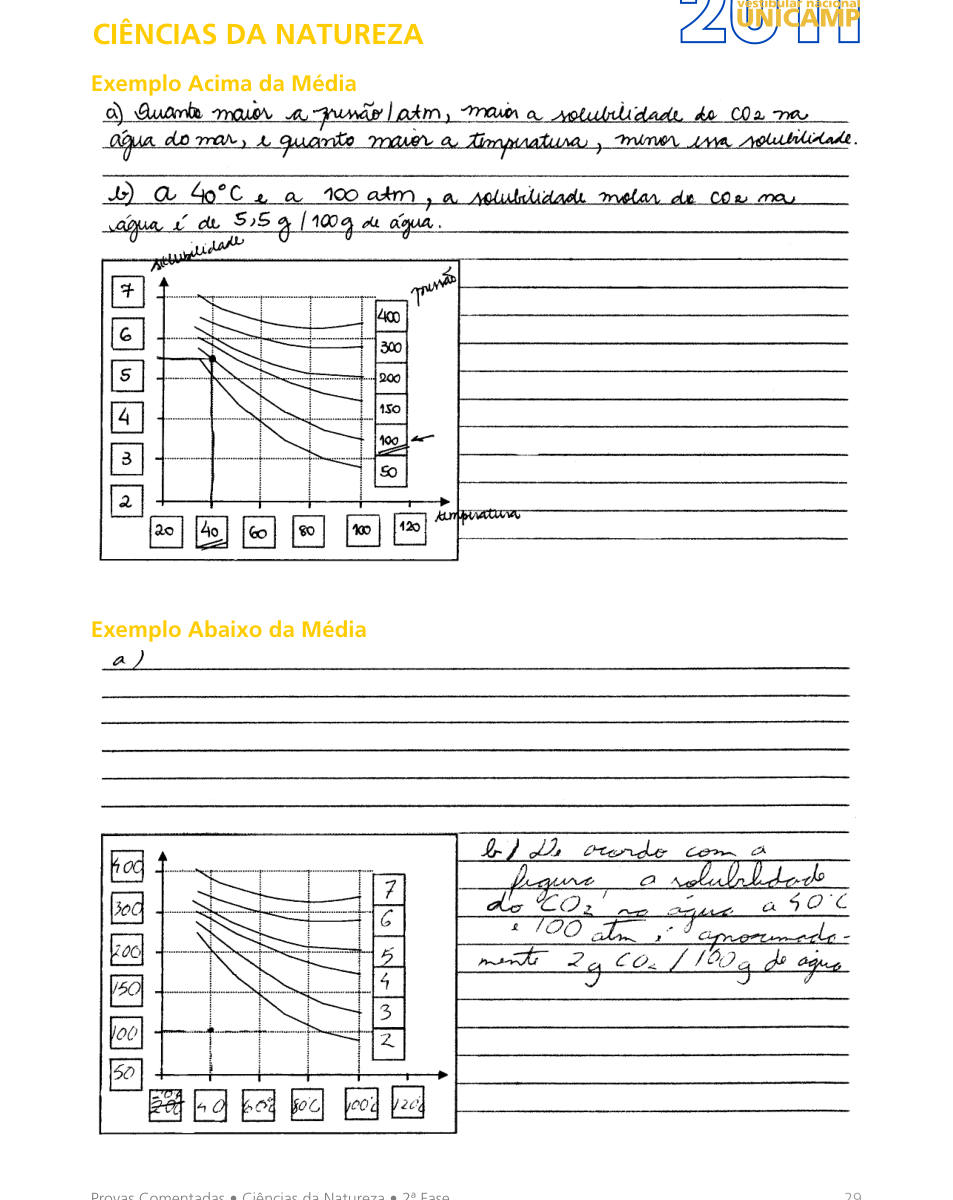 2011
vestibular nacional
UNICAMP
CIÊNCIAS DA NATUREZA
Exemplo Acima da Média
a) Quanto maior a pressão/atm, maior a solubilidade do CO2 na
água do mar, e quanto maior a temperatura, menor essa solubilidade.
b) a 40°C e a 100 atm, a solubilidade molar do CO2 na
água é de 5,5 g / 100g de água.
solubilidade
pressão
7
6
5
4
3
2
400
300
200
150
100
50
20
40
60
80
100
120
temperatura
Exemplo Abaixo da Média
a)
400
300
200
150
100
50
7
6
5
4
3
2
40
60°C
80°C
100°C
120°C
b) De acordo com a
figura, a solubilidade
do CO2 na água a 40°C
e 100 atm é aproximada-
mente 2g CO2 / 100g de água
Provas Comentadas • Ciências da Natureza • 2ª Fase
29